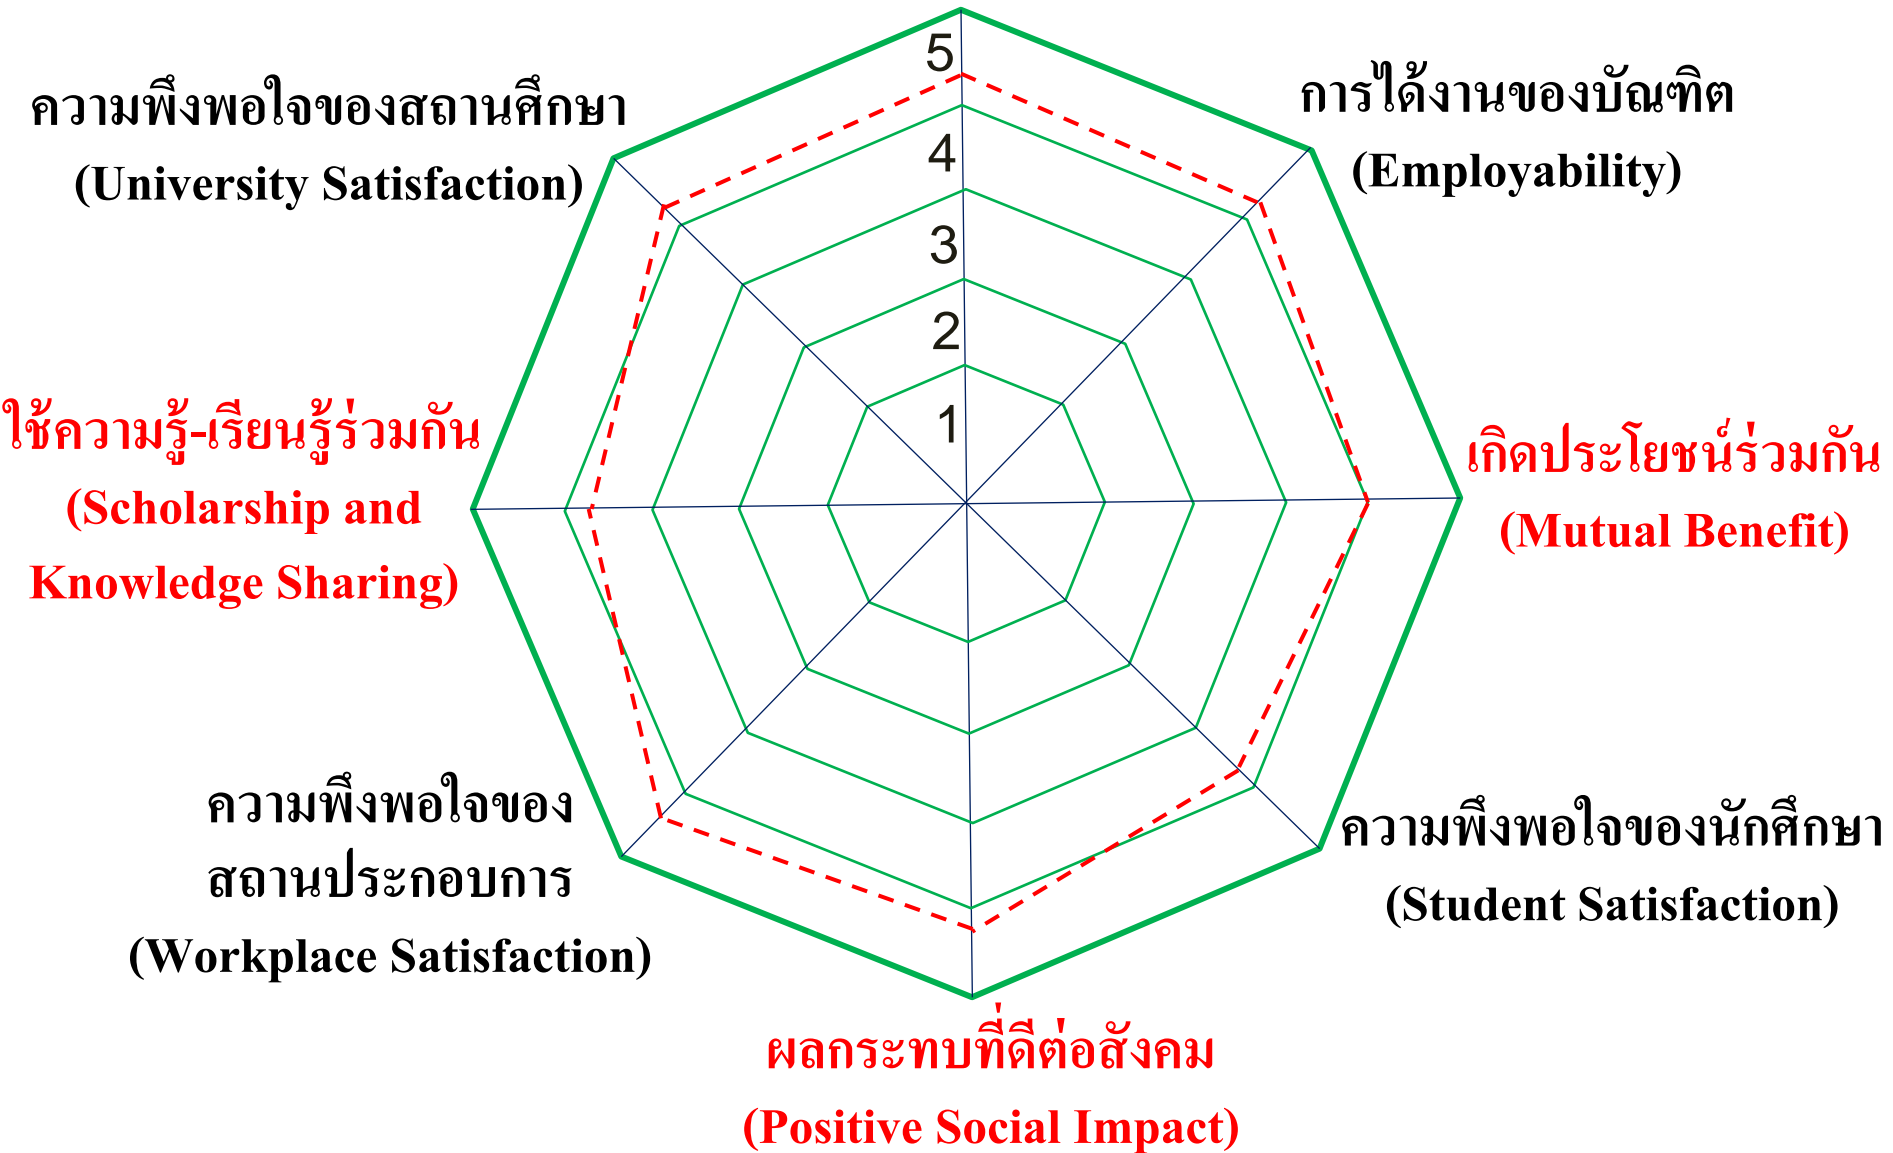 5
4
3
2
1
ความพึงพอใจของสถานศึกษา
(University Satisfaction)
การได้งานของบัณฑิต
(Employability)
ใช้ความรู้-เรียนรู้ร่วมกัน
(Scholarship and
Knowledge Sharing)
เกิดประโยชน์ร่วมกัน
(Mutual Benefit)
ความพึงพอใจของ
สถานประกอบการ
(Workplace Satisfaction)
ความพึงพอใจของนักศึกษา
(Student Satisfaction)
ผลกระทบที่ดีต่อสังคม
(Positive Social Impact)